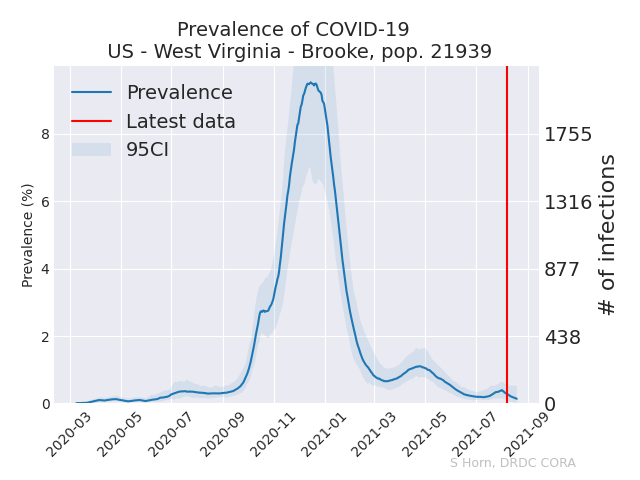 Prevalence of COVID-19
US - West Virginia - Brooke, pop. 21939
Prevalence
Latest data
95CI
Prevalence (%)
8
6
4
2
0
1755
1316
877
438
0
# of infections
2020-03
2020-05
2020-07
2020-09
2020-11
2021-01
2021-03
2021-05
2021-07
2021-09
S Horn, DRDC CORA